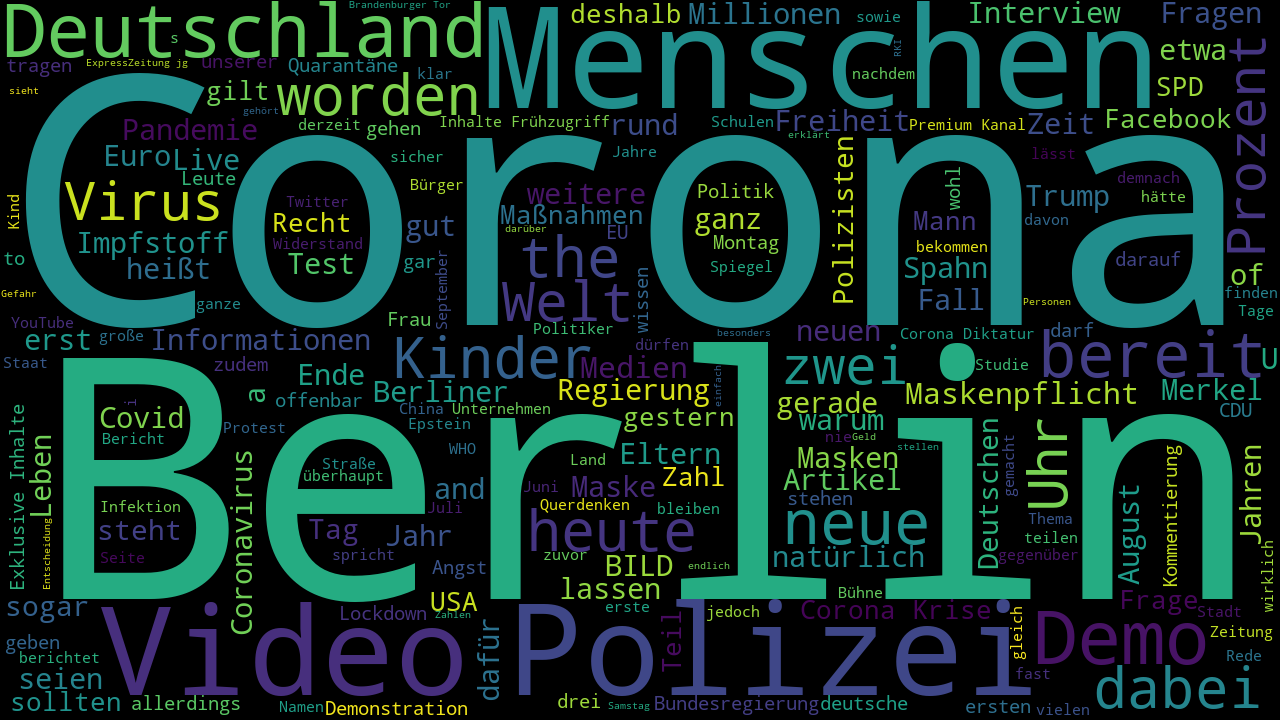 Brandenburger Tor
Deutschland
Menschen
deshalb
Millionen
sowie
Interview
Fragen
s
RKI
etwa
tragen
ExpressZeitung jg
unserer
Quarantäne
klar
nachdem
SPD
Prozent
sieht
gilt
worden
gehört
Corona
Pandemie
derzeit
gehen
Inhalte Frühzugriff
rund
Schulen
Freiheit
Premium Kanal
Zeit
Facebook
erklärt
Euro
Live
sicher
Jahre
Polizisten
lässt
Leute
Virus
Bürger
weitere
Politik
wohl
Trump
demnach
hätte
Kind
Twitter
Recht
gut
Maßnahmen
ganz
Mann
davon
darüber
EU
Impfstoff
Widerstand
Montag
bekommen
to
heißt
Test
gar
the
Spiegel
Spahn
darauf
of
Gefahr
ganze
September
Welt
wissen
Fall
Personen
finden
YouTube
Frau
Politiker
Tage
erst
große
Informationen
besonders
neuen
Corona Diktatur
darf
Staat
zudem
Kinder
dürfen
Medien
zwei
Studie
bereit
U
Ende
Berliner
Regierung
einfach
Maskenpflicht
Merkel
a
offenbar
China
Unternehmen
gerade
CDU
Covid
i
Epstein
gestern
warum
Berlin
Bericht
Protest
nie
Geld
Exklusive Inhalte
Leben
WHO
Eltern
stellen
Deutschen
gemacht
Uhr
Straße
überhaupt
Land
Masken
Kommentierung
Jahren
Coronavirus
and
Juni
Maske
Zahl
Artikel
Infektion
stehen
August
steht
Tag
Jahr
Juli
Querdenken
bleiben
neue
Thema
teilen
Entscheidung
heute
Seite
spricht
zuvor
natürlich
gegenüber
Angst
BILD
endlich
wirklich
lassen
Bühne
sogar
Lockdown
USA
erste
jedoch
Corona Krise
Frage
Stadt
Zahlen
Video
Polizei
Teil
gleich
Demo
Zeitung
geben
dafür
berichtet
Rede
seien
fast
dabei
sollten
allerdings
Namen
Demonstration
drei
Samstag
Bundesregierung
deutsche
ersten
vielen